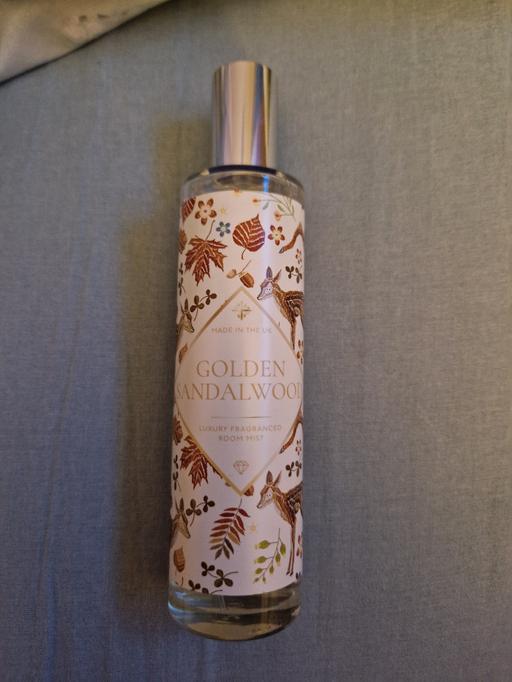 MADE IN THE UK
GOLDEN
SANDALWOOD
LUXURY FRAGRANCED
ROOM MIST